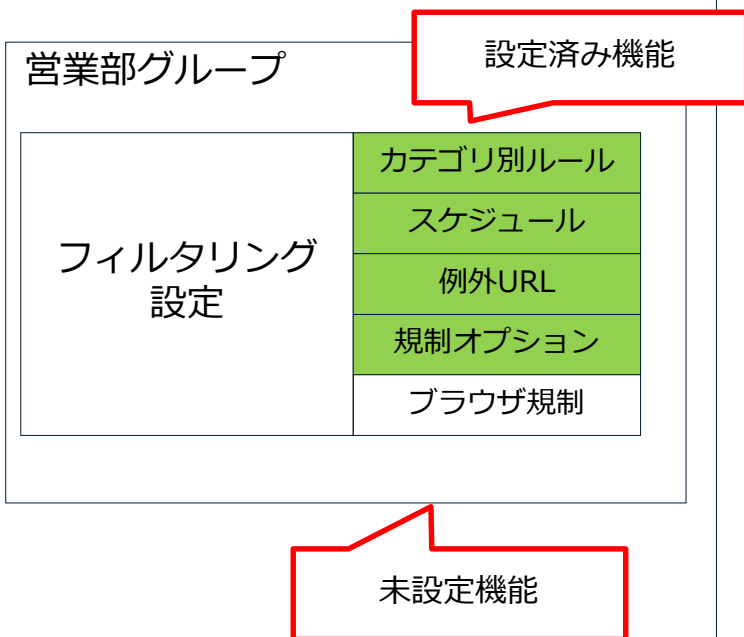 設定済み機能
営業部グループ
カテゴリ別ルール
スケジュール
フィルタリング
設定
例外URL
規制オプション
ブラウザ規制
未設定機能